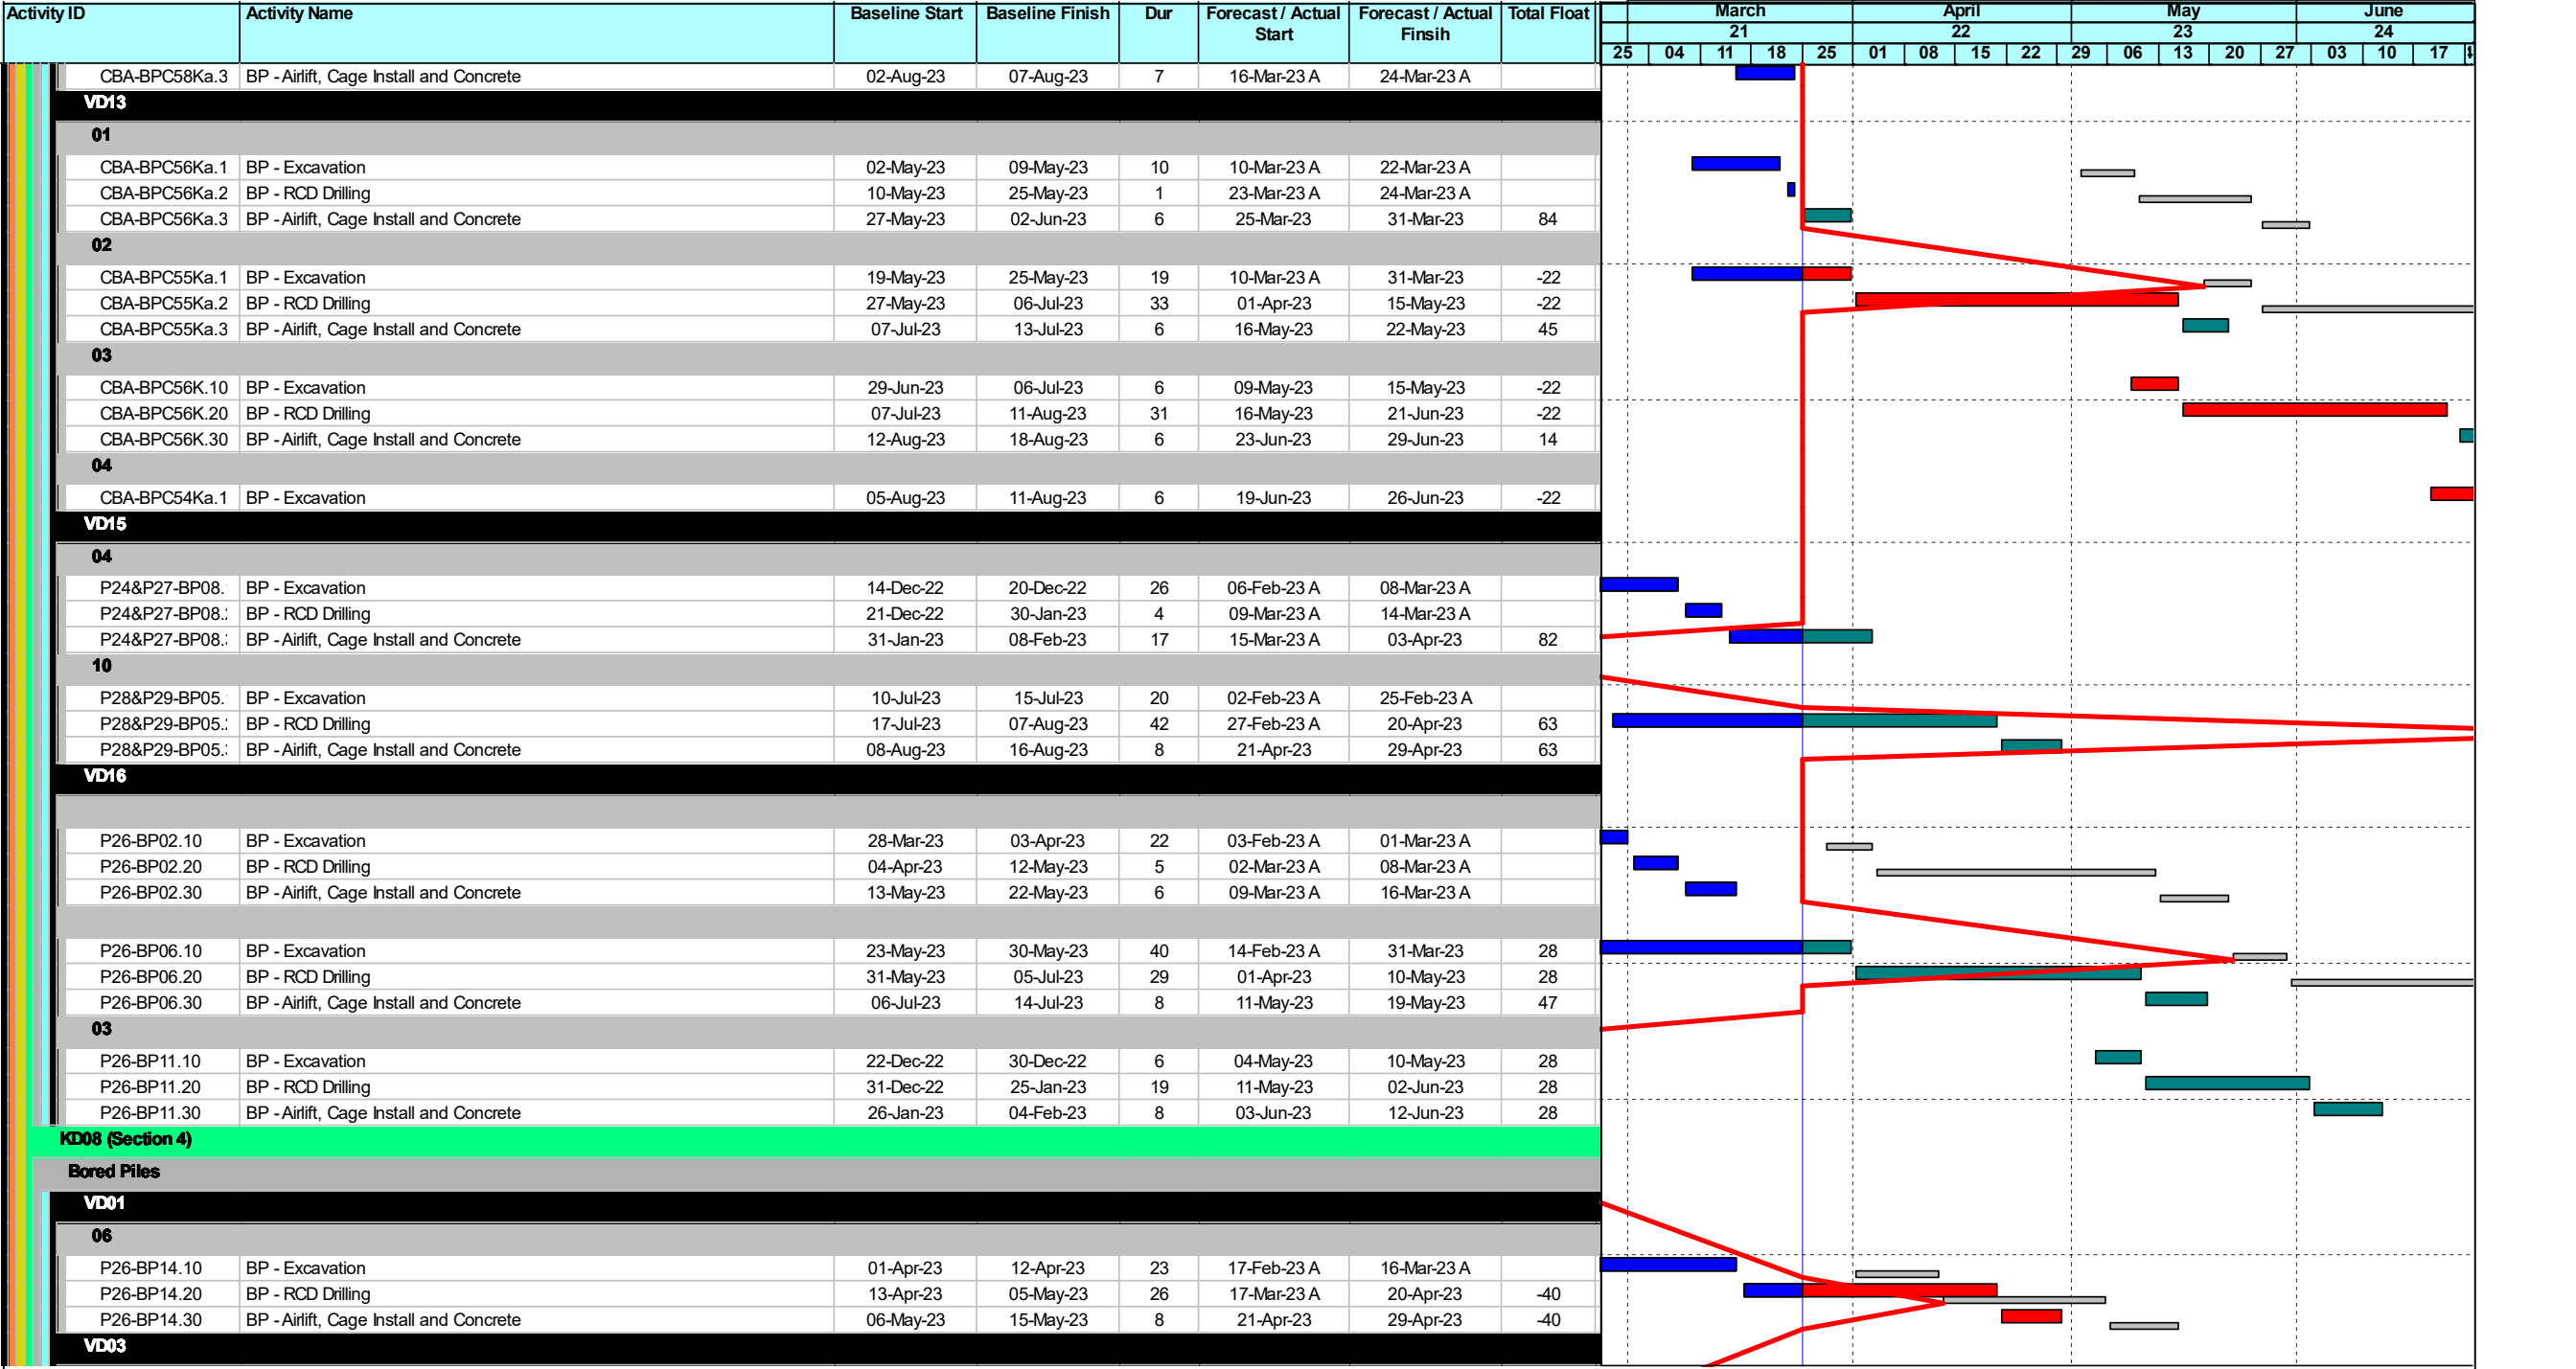 Activity ID Activity Name Baseline Start Baseline Finish Dur Forecast / Actual Start Forecast / Actual Finsih Total Float March April May June
21 22 23 24
25 04 11 18 25 01 08 15 22 29 06 13 20 27 03 10 17
CBA-BPC58Ka.3 BP - Airlift, Cage Install and Concrete 02-Aug-23 07-Aug-23 7 16-Mar-23 A 24-Mar-23 A
VD13
01
CBA-BPC56Ka.1 BP - Excavation 02-May-23 09-May-23 10 10-Mar-23 A 22-Mar-23 A
CBA-BPC56Ka.2 BP - RCD Drilling 10-May-23 25-May-23 1 23-Mar-23 A 24-Mar-23 A
CBA-BPC56Ka.3 BP - Airlift, Cage Install and Concrete 27-May-23 02-Jun-23 6 25-Mar-23 31-Mar-23 84
02
CBA-BPC55Ka.1 BP - Excavation 19-May-23 25-May-23 19 10-Mar-23 A 31-Mar-23 -22
CBA-BPC55Ka.2 BP - RCD Drilling 27-May-23 06-Jul-23 33 01-Apr-23 15-May-23 -22
CBA-BPC55Ka.3 BP - Airlift, Cage Install and Concrete 07-Jul-23 13-Jul-23 6 16-May-23 22-May-23 45
03
CBA-BPC56K.10 BP - Excavation 29-Jun-23 06-Jul-23 6 09-May-23 15-May-23 -22
CBA-BPC56K.20 BP - RCD Drilling 07-Jul-23 11-Aug-23 31 16-May-23 21-Jun-23 -22
CBA-BPC56K.30 BP - Airlift, Cage Install and Concrete 12-Aug-23 18-Aug-23 6 23-Jun-23 29-Jun-23 14
04
CBA-BPC54Ka.1 BP - Excavation 05-Aug-23 11-Aug-23 6 19-Jun-23 26-Jun-23 -22
VD15
04
P24&P27-BP08. BP - Excavation 14-Dec-22 20-Dec-22 26 06-Feb-23 A 08-Mar-23 A
P24&P27-BP08. BP - RCD Drilling 21-Dec-22 30-Jan-23 4 09-Mar-23 A 14-Mar-23 A
P24&P27-BP08. BP - Airlift, Cage Install and Concrete 31-Jan-23 08-Feb-23 17 15-Mar-23 A 03-Apr-23 82
10
P28&P29-BP05. BP - Excavation 10-Jul-23 15-Jul-23 20 02-Feb-23 A 25-Feb-23 A
P28&P29-BP05. BP - RCD Drilling 17-Jul-23 07-Aug-23 42 27-Feb-23 A 20-Apr-23 63
P28&P29-BP05. BP - Airlift, Cage Install and Concrete 08-Aug-23 16-Aug-23 8 21-Apr-23 29-Apr-23 63
VD16
P26-BP02.10 BP - Excavation 28-Mar-23 03-Apr-23 22 03-Feb-23 A 01-Mar-23 A
P26-BP02.20 BP - RCD Drilling 04-Apr-23 12-May-23 5 02-Mar-23 A 08-Mar-23 A
P26-BP02.30 BP - Airlift, Cage Install and Concrete 13-May-23 22-May-23 6 09-Mar-23 A 16-Mar-23 A
P26-BP06.10 BP - Excavation 23-May-23 30-May-23 40 14-Feb-23 A 31-Mar-23 28
P26-BP06.20 BP - RCD Drilling 31-May-23 05-Jul-23 29 01-Apr-23 10-May-23 28
P26-BP06.30 BP - Airlift, Cage Install and Concrete 06-Jul-23 14-Jul-23 8 11-May-23 19-May-23 47
03
P26-BP11.10 BP - Excavation 22-Dec-22 30-Dec-22 6 04-May-23 10-May-23 28
P26-BP11.20 BP - RCD Drilling 31-Dec-22 25-Jan-23 19 11-May-23 02-Jun-23 28
P26-BP11.30 BP - Airlift, Cage Install and Concrete 26-Jan-23 04-Feb-23 8 03-Jun-23 12-Jun-23 28
KD08 (Section 4)
Bored Piles
VD01
06
P26-BP14.10 BP - Excavation 01-Apr-23 12-Apr-23 23 17-Feb-23 A 16-Mar-23 A
P26-BP14.20 BP - RCD Drilling 13-Apr-23 05-May-23 26 17-Mar-23 A 20-Apr-23 -40
P26-BP14.30 BP - Airlift, Cage Install and Concrete 06-May-23 15-May-23 8 21-Apr-23 29-Apr-23 -40
VD03